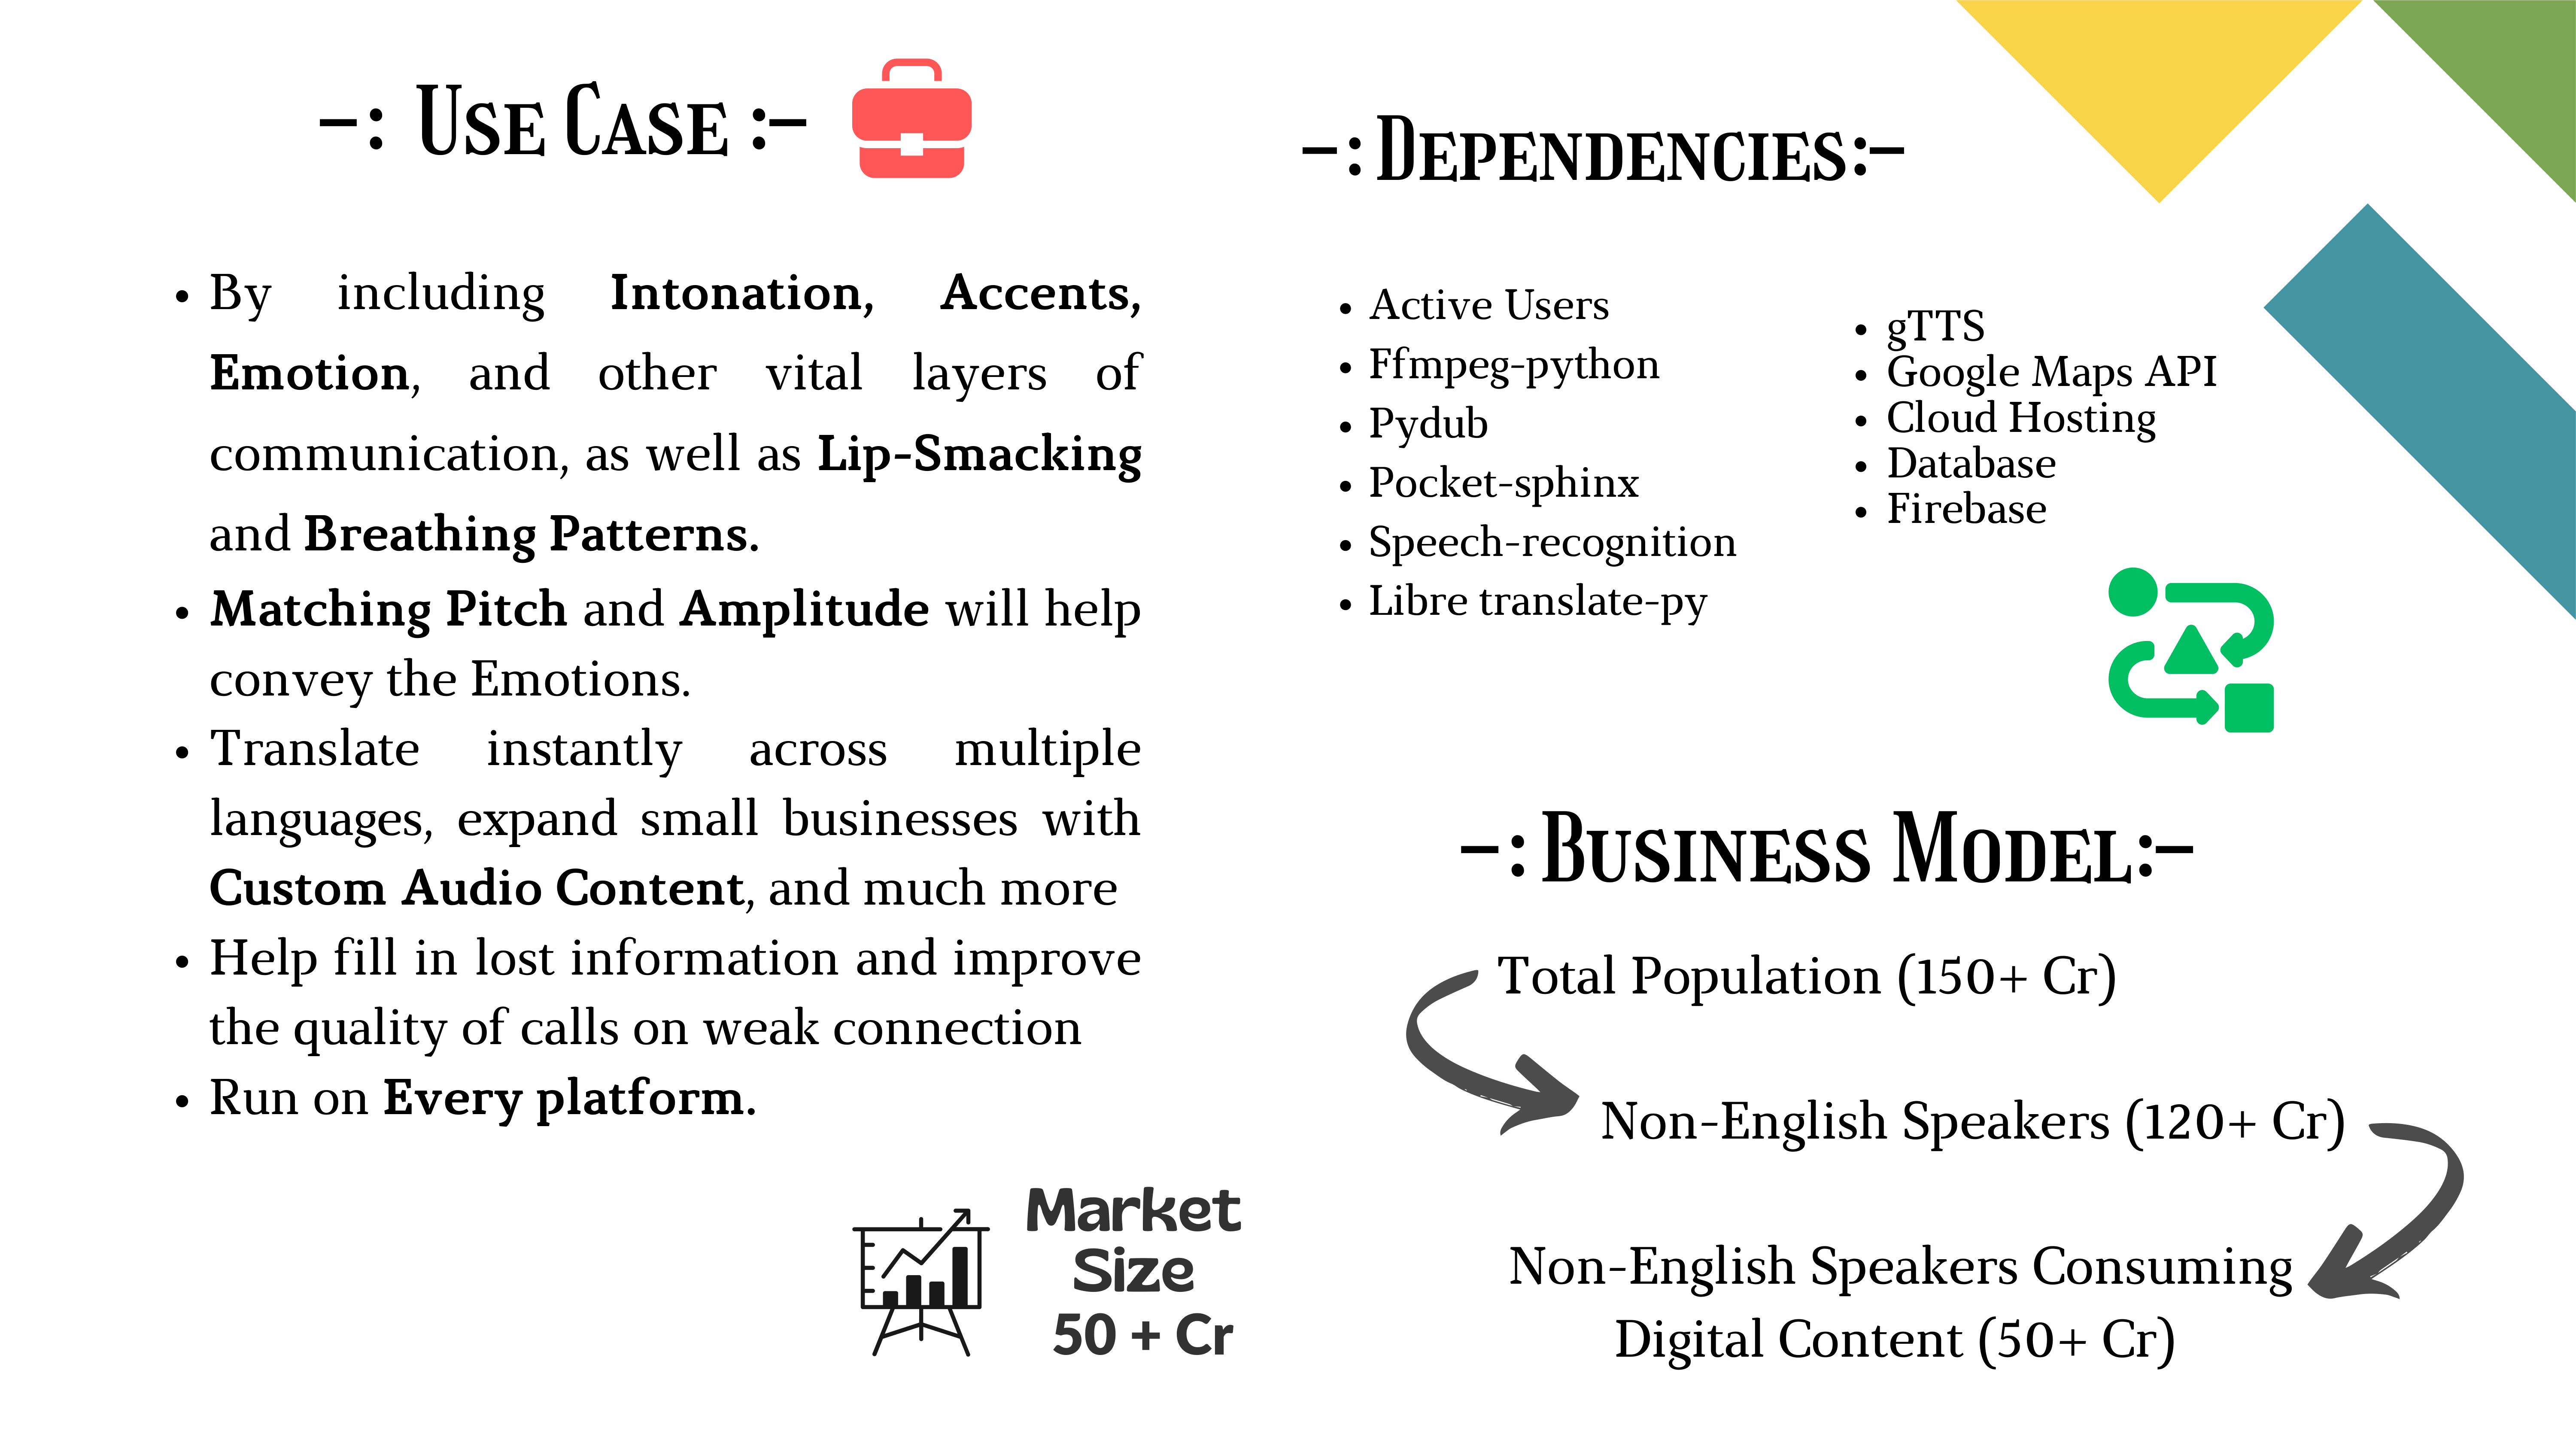 -: Use Case :-
• By including Intonation, Accents,
Emotion, and other vital layers of
communication, as well as Lip-Smacking
and Breathing Patterns.
• Matching Pitch and Amplitude will help
convey the Emotions.
• Translate instantly across multiple
languages, expand small businesses with
Custom Audio Content, and much more
• Help fill in lost information and improve
the quality of calls on weak connection
• Run on Every platform.
Market
Size
50 + Cr
-: Dependencies:-
• Active Users
• Ffmpeg-python
• Pydub
• Pocket-sphinx
• Speech-recognition
• Libre translate-py
• gTTS
• Google Maps API
• Cloud Hosting
• Database
• Firebase
-: Business Model:-
Total Population (150+ Cr)
Non-English Speakers (120+ Cr)
Non-English Speakers Consuming
Digital Content (50+ Cr)